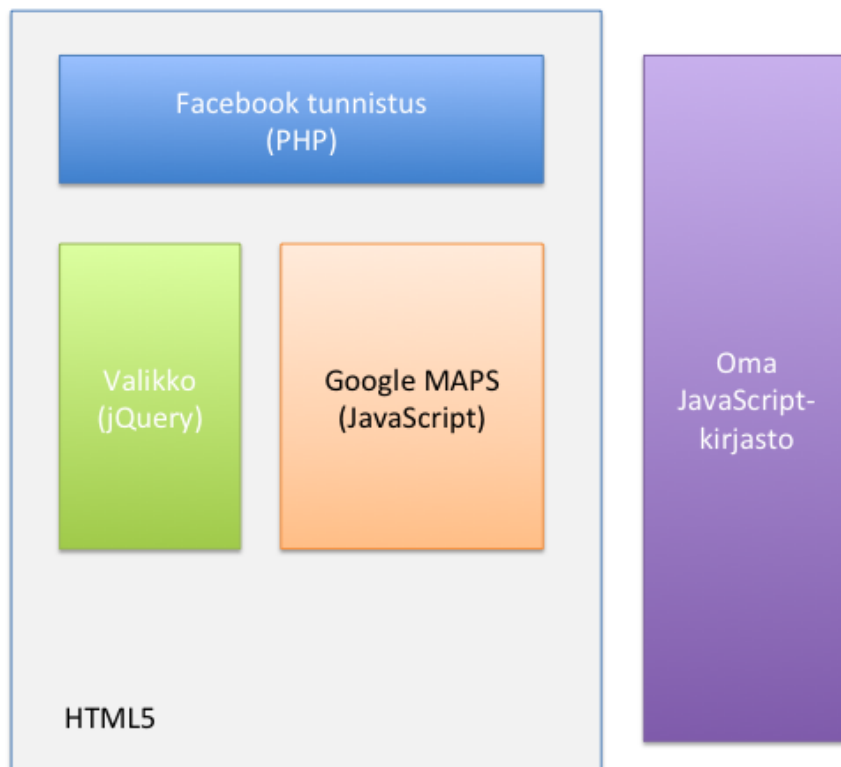 Facebook tunnistus
(PHP)
Valikko
(jQuery)
Google MAPS
(JavaScript)
Oma
JavaScript-
kirjasto
HTML5